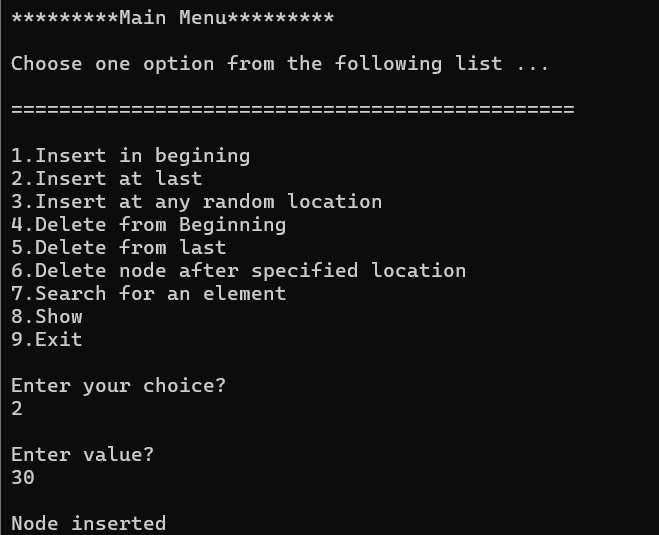 *********Main Menu*********
Choose one option from the following list ...
===============================================
1.Insert in begining
2.Insert at last
3.Insert at any random location
4.Delete from Beginning
5.Delete from last
6.Delete node after specified location
7.Search for an element
8.Show
9.Exit
Enter your choice?
2
Enter value?
30
Node inserted